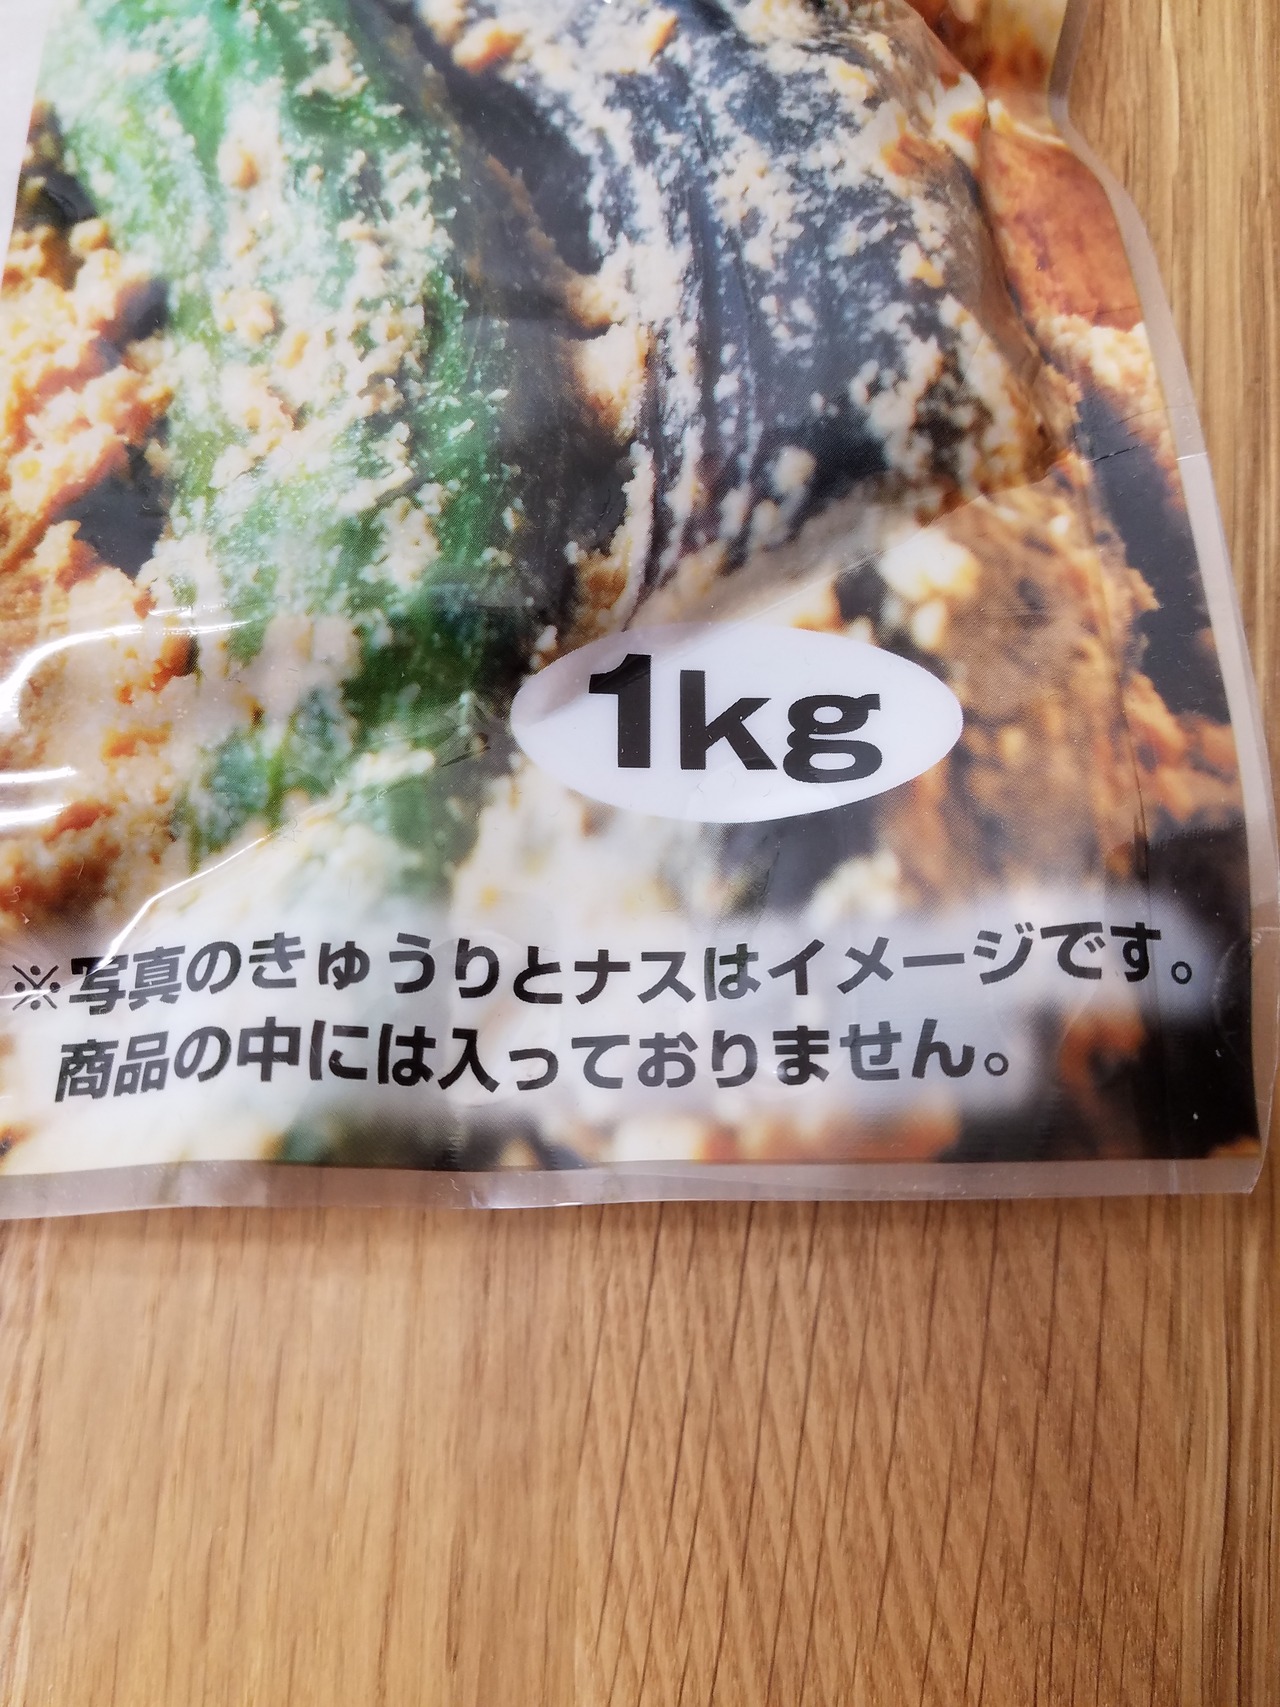 1kg
※写真のきゅうりとナスはイメージです。
商品の中には入っておりません。